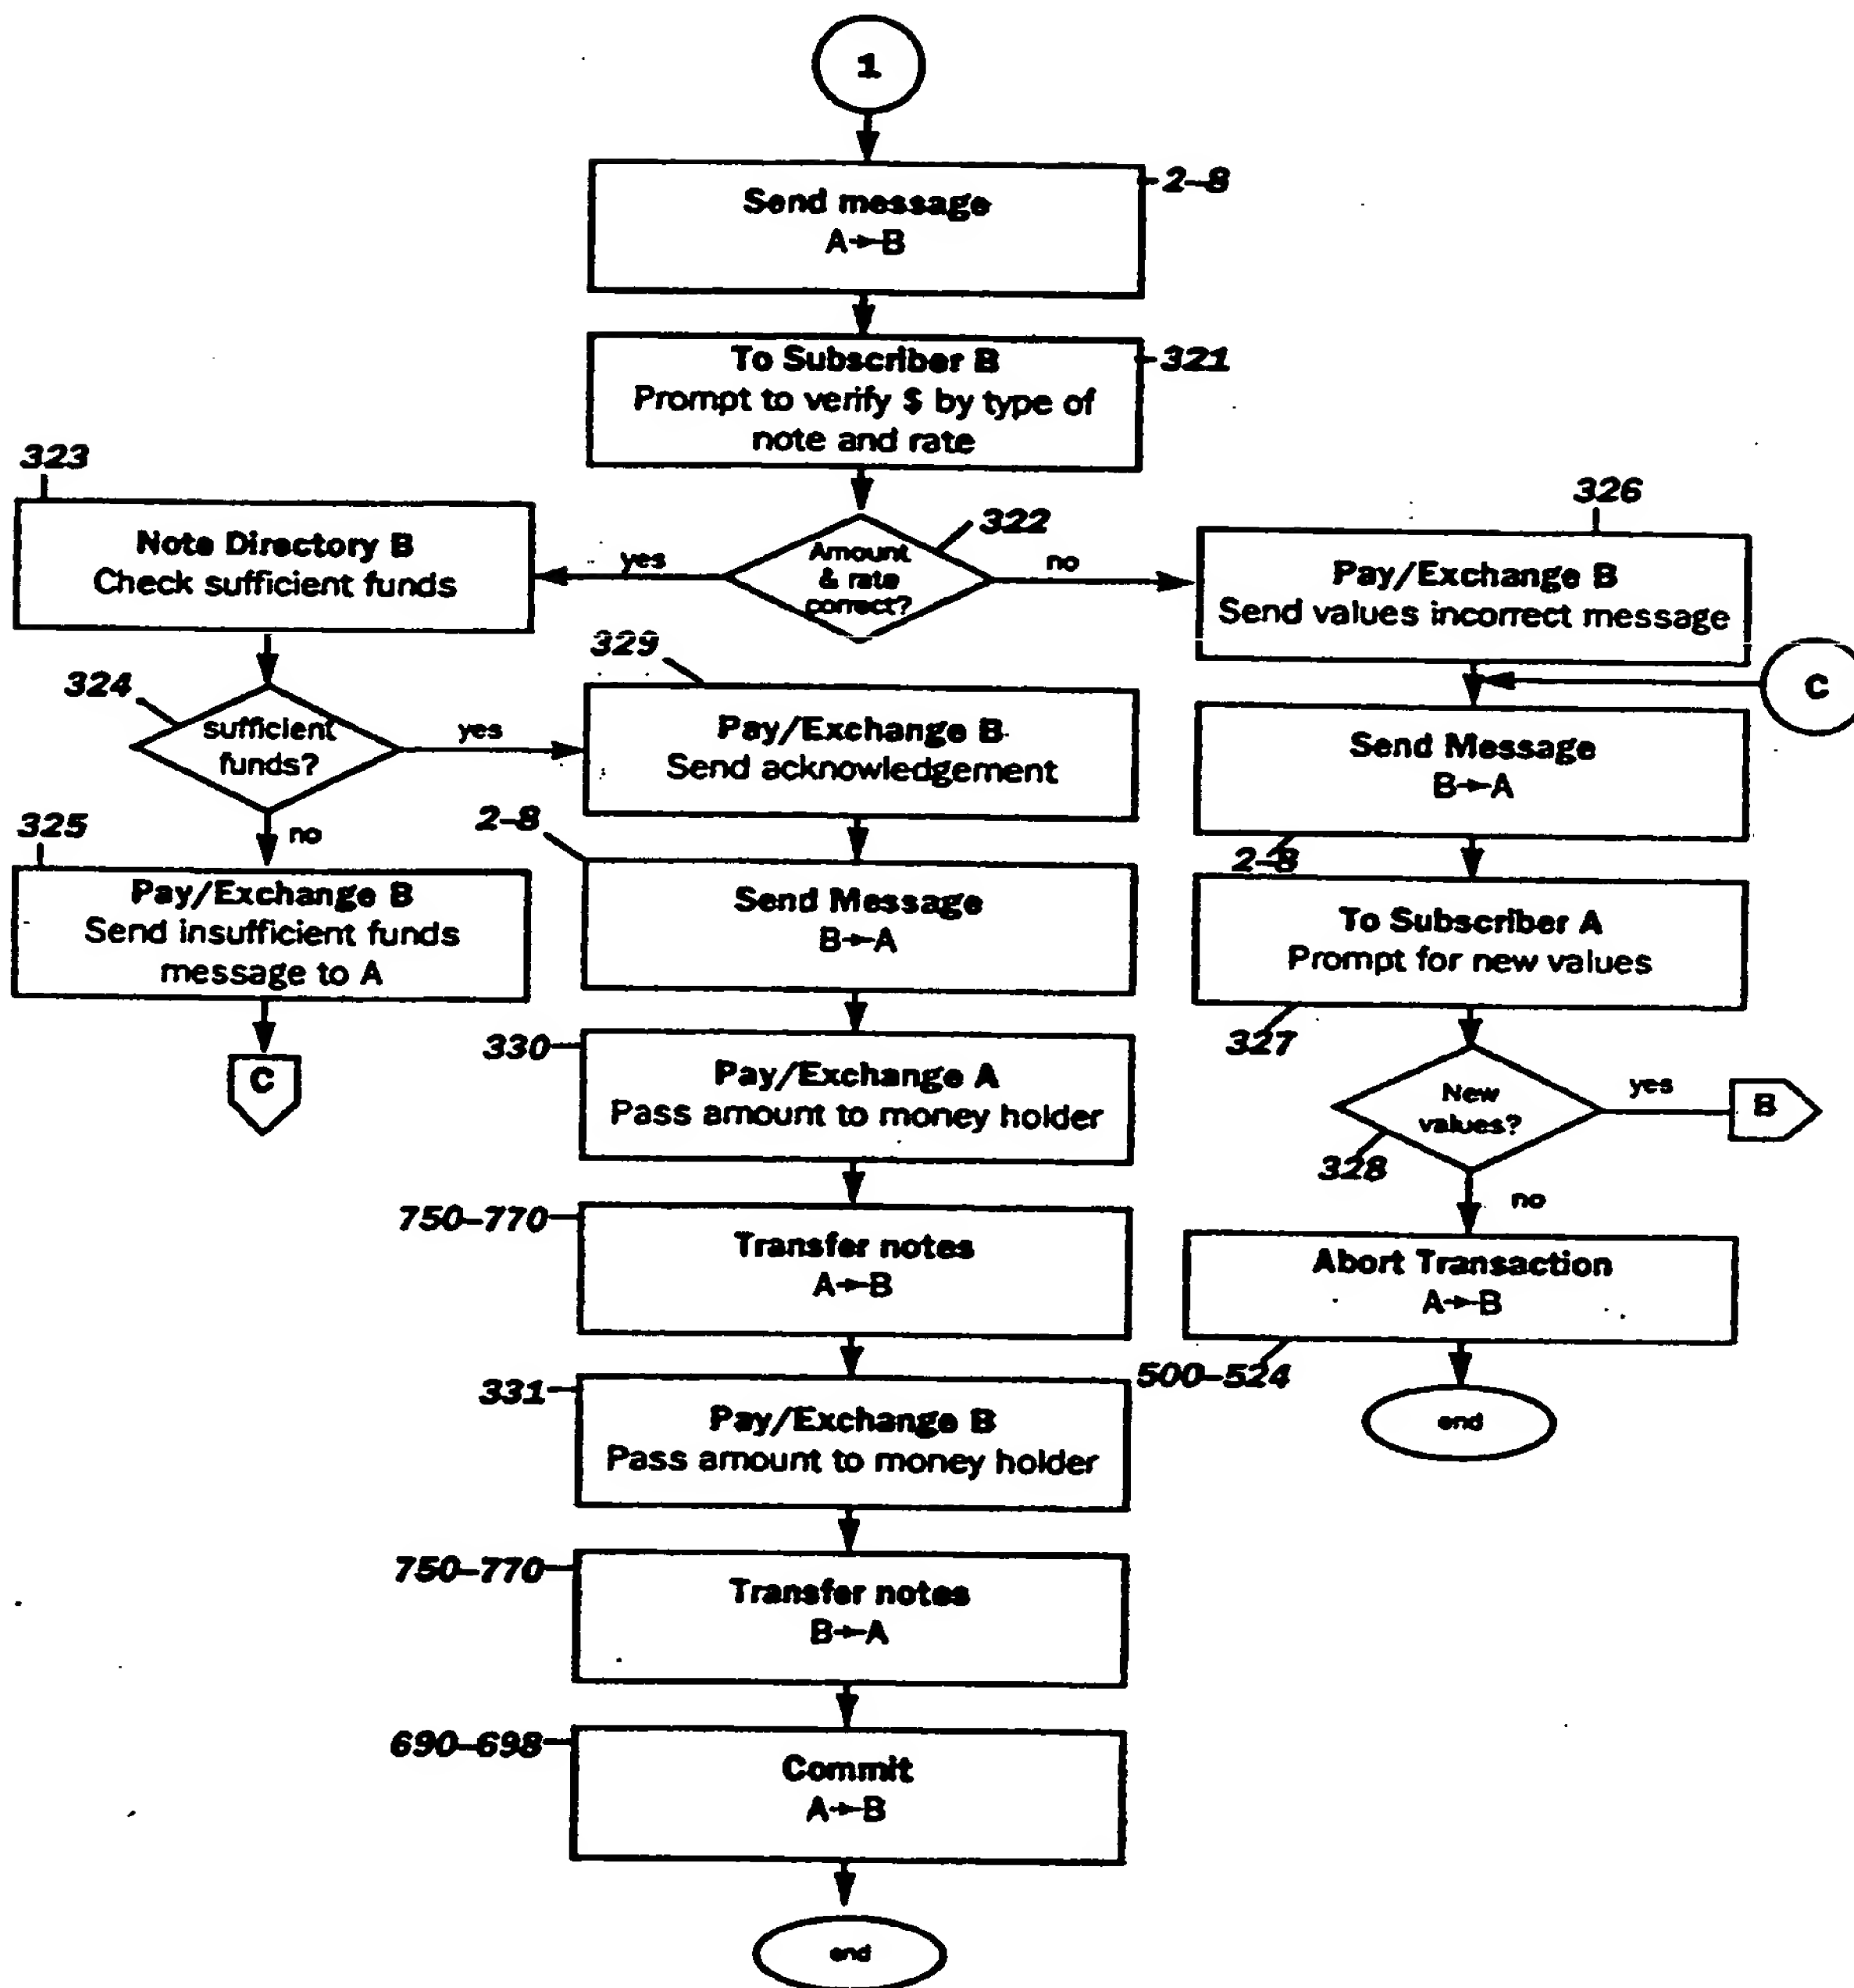 1
Send message
A→B
2-8
To Subscriber B
Prompt to verify $ by type of
note and rate
321
323
Note Directory B
Check sufficient funds
yes
Amount
& rate
correct?
322
no
326
Pay/Exchange B
Send values incorrect message
C
324
sufficient
funds?
yes
no
329
Pay/Exchange B
Send acknowledgement
Send Message
B→A
2-8
325
Pay/Exchange B
Send insufficient funds
message to A
C
2-8
Send Message
B→A
To Subscriber A
Prompt for new values
327
330
Pay/Exchange A
Pass amount to money holder
New
values?
328
yes
B
no
750-770
Transfer notes
A→B
Abort Transaction
A→B
500-524
end
331
Pay/Exchange B
Pass amount to money holder
750-770
Transfer notes
B→A
690-698
Commit
A→B
end